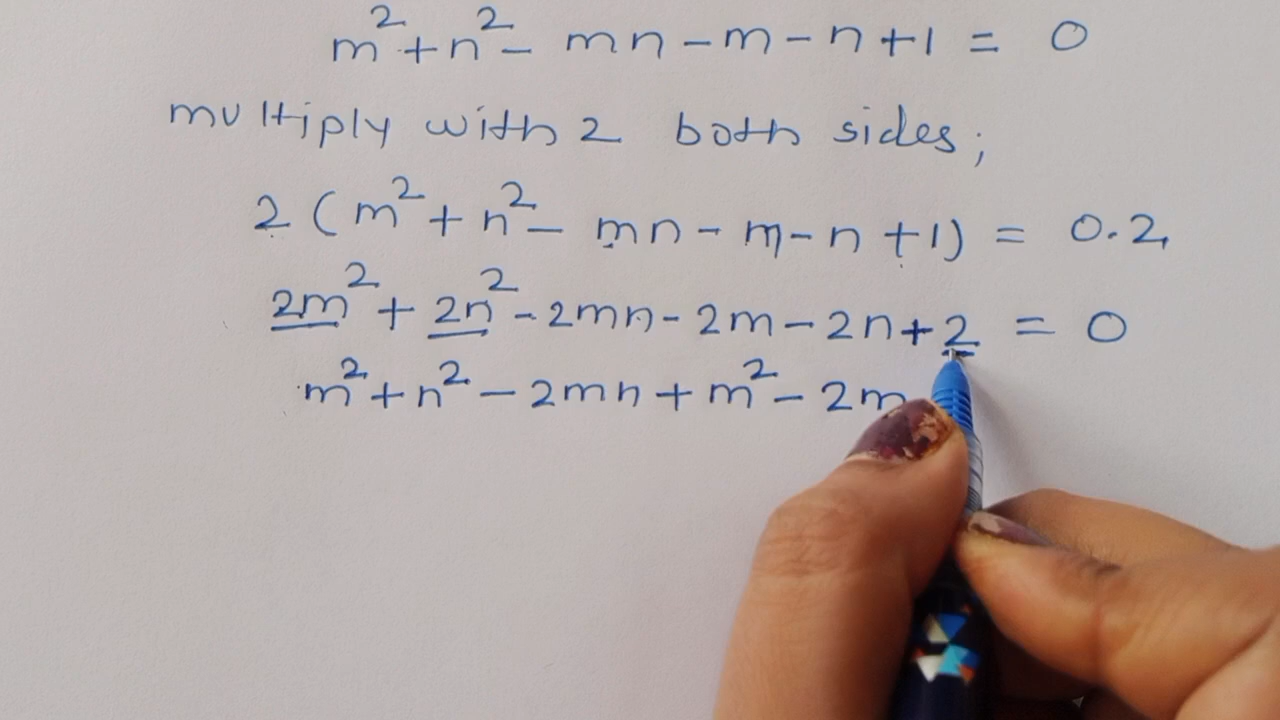 m²+n²- mn-m-n+1 = 0
multiply with 2 both sides;
2 (m²+n²- mn-m-n+1) = 0.2
2m²+2n²-2mn-2m-2n+2 = 0
m²+n²-2mn+m²-2m